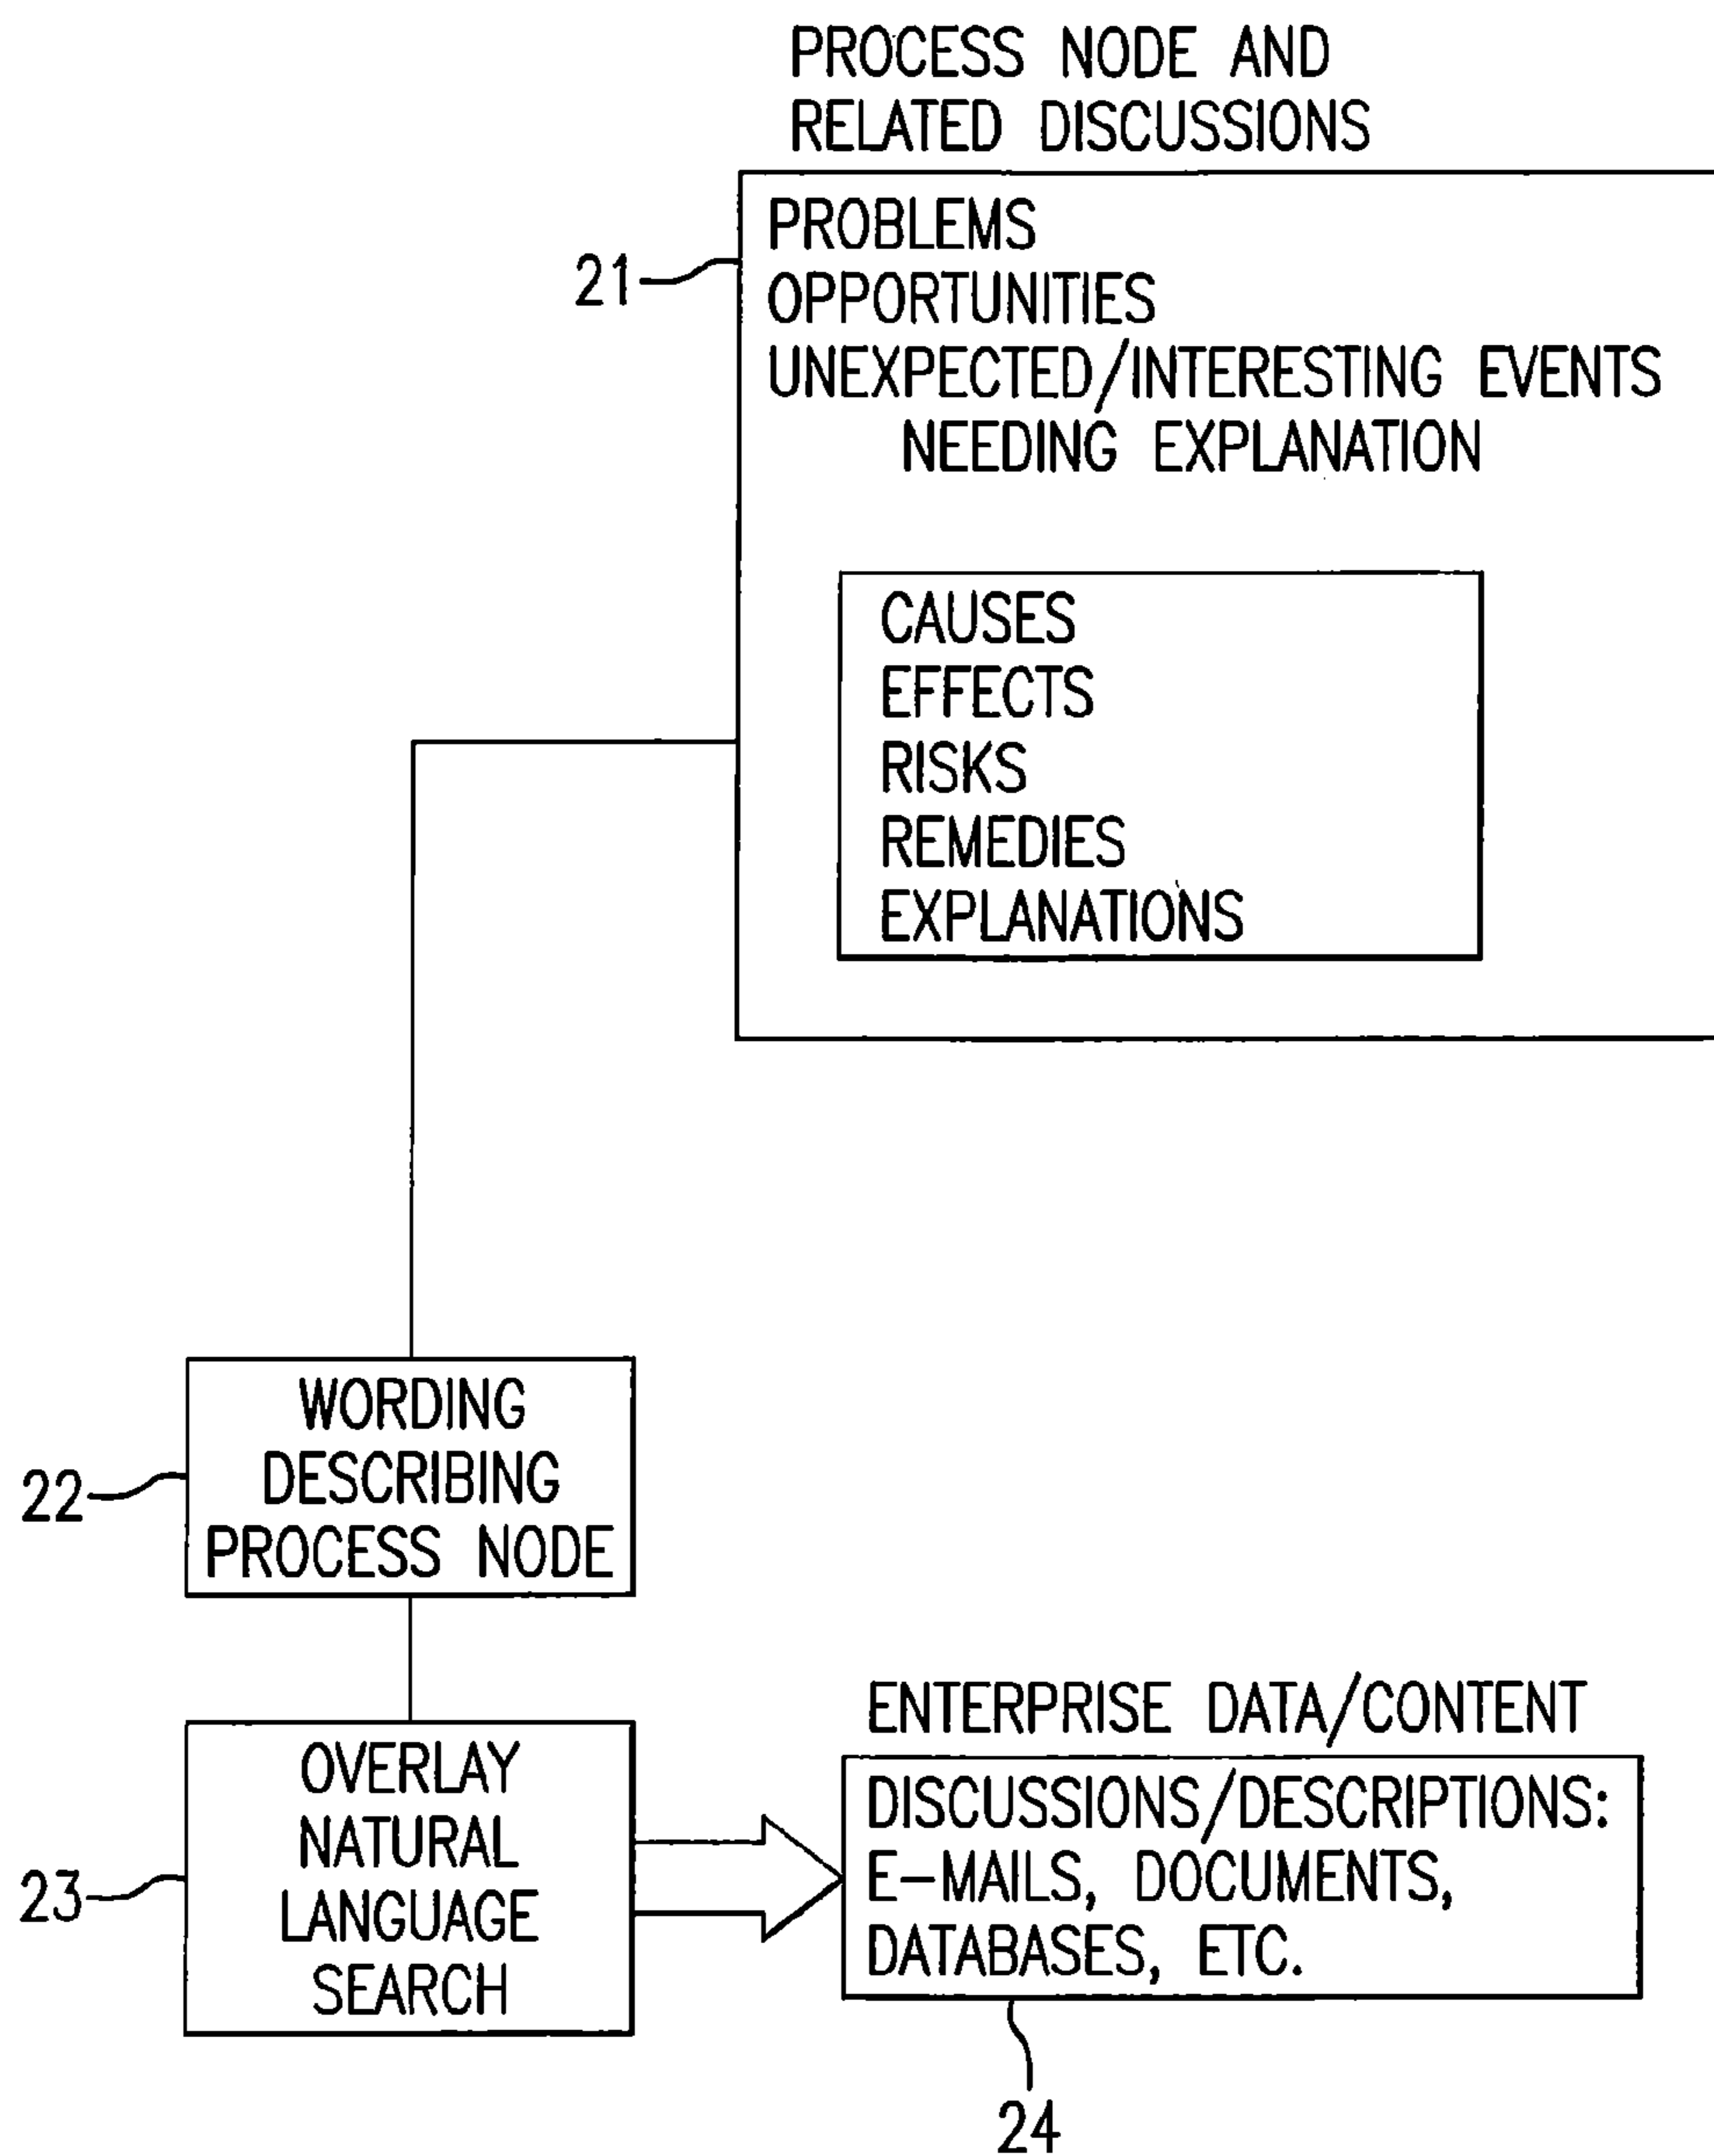 PROCESS NODE AND
RELATED DISCUSSIONS
21
PROBLEMS
OPPORTUNITIES
UNEXPECTED/INTERESTING EVENTS
NEEDING EXPLANATION
CAUSES
EFFECTS
RISKS
REMEDIES
EXPLANATIONS
22
WORDING
DESCRIBING
PROCESS NODE
23
OVERLAY
NATURAL
LANGUAGE
SEARCH
ENTERPRISE DATA/CONTENT
DISCUSSIONS/DESCRIPTIONS:
E-MAILS, DOCUMENTS,
DATABASES, ETC.
24